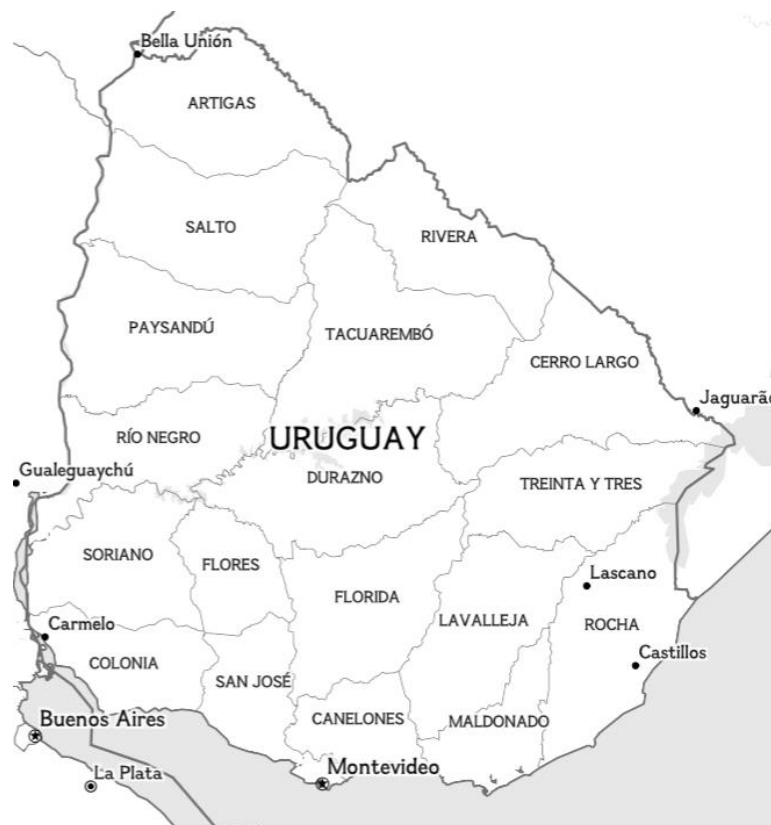 Bella Unión
ARTIGAS
SALTO
RIVERA
PAYSANDÚ
TACUAREMBÓ
CERRO LARGO
Jaguarão
RÍO NEGRO
URUGUAY
Gualeguaychú
DURAZNO
TREINTA Y TRES
SORIANO
FLORES
Lascano
FLORIDA
LAVALLEJA
ROCHA
Carmelo
Castillos
COLONIA
SAN JOSÉ
Buenos Aires
CANELONES
MALDONADO
La Plata
Montevideo